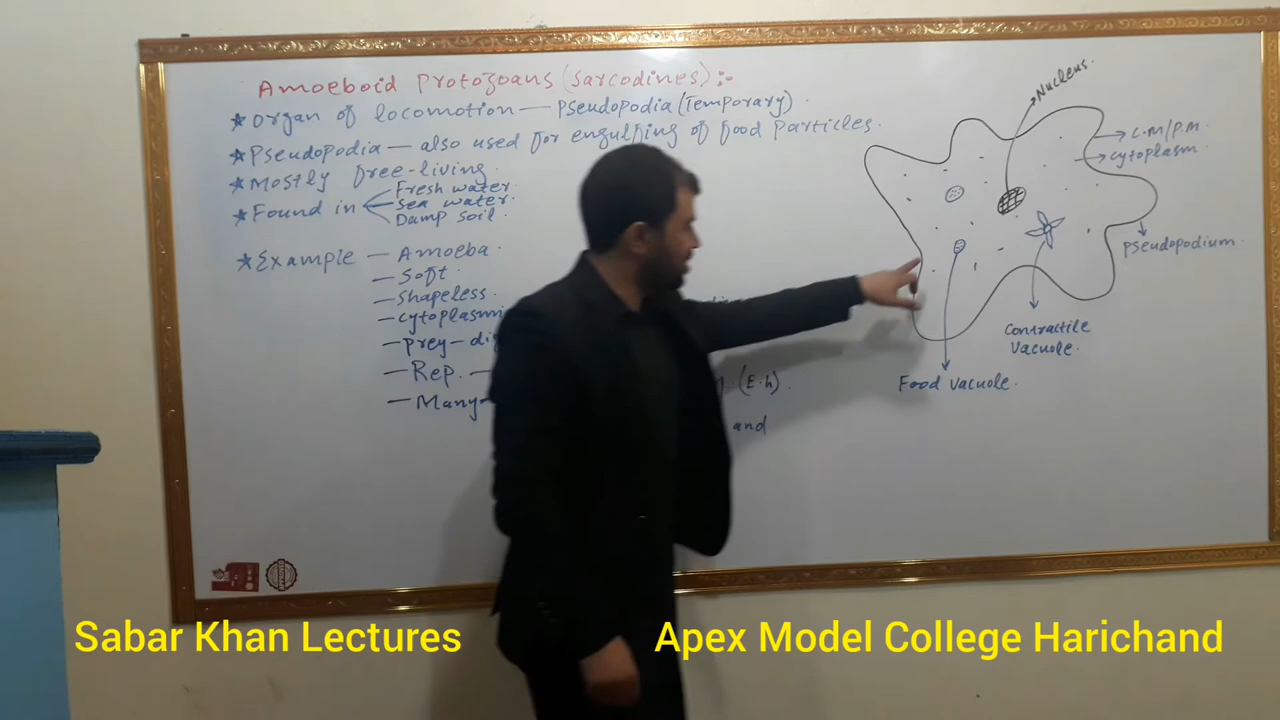 Amoeboid Protozoans (Sarcodines) :-
* Organ of locomotion — Pseudopodia (Temporary)
* Pseudopodia — also used for engulfing of food Particles.
* Mostly free-living.
* Found in
Fresh water.
Sea water.
Damp soil.
* Example — Amoeba
— Soft.
— Shapeless.
— Cytoplasmi
— Prey —
— Rep. —
(E.h).
— Many
and
Nucleus.
C.M/P.M.
Cytoplasm.
Pseudopodium.
Contractile
Vacuole.
Food Vacuole.
Sabar Khan Lectures
Apex Model College Harichand